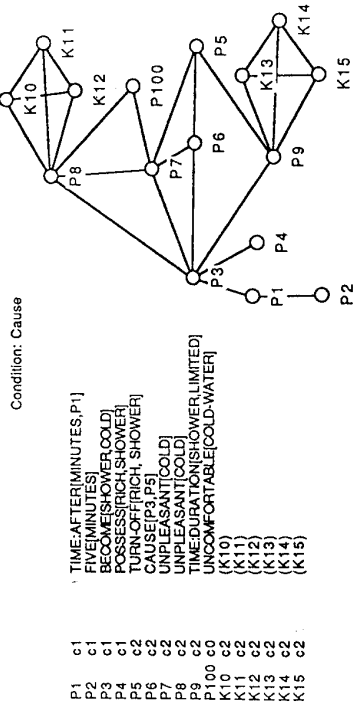 Condition: Cause
P1 c1 TIME:AFTER[MINUTES,P1]
P2 c1 FIVE[MINUTES]
P3 c1 BECOME[SHOWER,COLD]
P4 c1 POSSESS[RICH,SHOWER]
P5 c2 TURN-OFF[RICH, SHOWER]
P6 c2 CAUSE[P3,P5]
P7 c2 UNPLEASANT[COLD]
P8 c2 UNPLEASANT[COLD]
P9 c2 TIME:DURATION[SHOWER,LIMITED]
P100 c0 UNCOMFORTABLE[COLD-WATER]
K10 c2 (K10)
K11 c2 (K11)
K12 c2 (K12)
K13 c2 (K13)
K14 c2 (K14)
K15 c2 (K15)
K10
K11
K12
P8
P100
P7
P5
P6
P3
P4
P1
P2
P9
K13
K14
K15